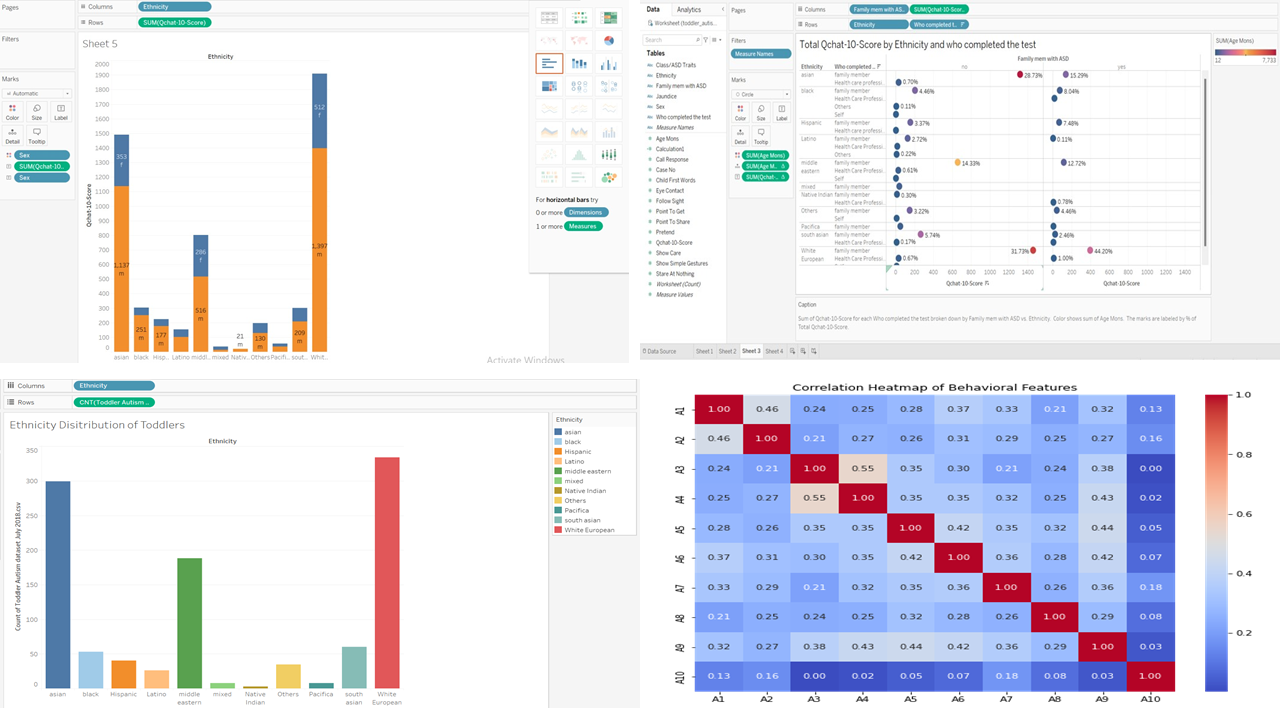 Pages
Columns
Ethnicity
Rows
SUM(Qchat-10-Score)
Filters
Marks
Automatic
Color
Size
Label
Detail
Tooltip
Sex
SUM(Qchat-10..
Sex
Sheet 5
Ethnicity
Qchat-10-Score
2000
1900
1800
1700
1600
1500
1400
1300
1200
1100
1000
900
800
700
600
500
400
300
200
100
0
353
f
1,137
m
251
m
177
m
286
f
516
m
21
m
130
m
209
m
512
f
1,397
m
asian
black
Hisp..
Latino
middl..
mixed
Nativ..
Others
Pacifi..
sout..
Whit..
For horizontal bars try
0 or more Dimensions
1 or more Measures
Activate Windows
Data
Analytics
Worksheet (toddler_autis...
Search
Tables
Class/ASD Traits
Ethnicity
Family mem with ASD
Jaundice
Sex
Who completed the test
Measure Names
Age Mons
Calculation1
Call Response
Case No
Child First Words
Eye Contact
Follow Sight
Point To Get
Point To Share
Pretend
Qchat-10-Score
Show Care
Show Simple Gestures
Stare At Nothing
Worksheet (Count)
Measure Values
Pages
Filters
Measure Names
Marks
Circle
Color
Size
Label
Detail
Tooltip
SUM(Age Mons)
SUM(Age M..
SUM(Qchat-..
Columns
Family mem with AS..
SUM(Qchat-10-Scor..
Rows
Ethnicity
Who completed t..
Total Qchat-10-Score by Ethnicity and who completed the test
Family mem with ASD
Ethnicity
Who completed ..
no
yes
asian
family member
28.73%
15.29%
Health care professi..
0.70%
black
family member
4.46%
8.04%
Health Care Professi..
Others
0.11%
Self
Hispanic
family member
3.37%
7.48%
Health Care Professi..
Latino
family member
2.72%
0.11%
Health Care Professi..
Others
0.22%
middle
eastern
family member
14.33%
12.72%
Health Care Professi..
0.61%
Self
mixed
family member
Native Indian
family member
0.30%
Health Care Professi..
0.78%
Others
family member
3.22%
4.46%
Self
Pacifica
family member
south asian
family member
5.74%
2.46%
Health Care Professi..
0.17%
White
European
family member
31.73%
44.20%
Health Care Professi..
0.67%
1.00%
0 200 400 600 800 1000 1200 1400
0 200 400 600 800 1000 1200 1400
Qchat-10-Score
Qchat-10-Score
SUM(Age Mons)
12
7,733
Caption
Sum of Qchat-10-Score for each Who completed the test broken down by Family mem with ASD vs. Ethnicity. Color shows sum of Age Mons. The marks are labeled by % of
Total Qchat-10-Score.
Data Source
Sheet 1
Sheet 2
Sheet 3
Sheet 4
Columns
Ethnicity
Rows
CNT(Toddler Autism ..
Ethnicity Disitribution of Toddlers
Ethnicity
Count of Toddler Autism dataset July 2018.csv
350
300
250
200
150
100
50
0
asian
black
Hispanic
Latino
middle
eastern
mixed
Native
Indian
Others
Pacifica
south
asian
White
European
Ethnicity
asian
black
Hispanic
Latino
middle eastern
mixed
Native Indian
Others
Pacifica
south asian
White European
Correlation Heatmap of Behavioral Features
A1 1.00 0.46 0.24 0.25 0.28 0.37 0.33 0.21 0.32 0.13
A2 0.46 1.00 0.21 0.27 0.26 0.31 0.29 0.25 0.27 0.16
A3 0.24 0.21 1.00 0.55 0.35 0.30 0.21 0.24 0.38 0.00
A4 0.25 0.27 0.55 1.00 0.35 0.35 0.32 0.25 0.43 0.02
A5 0.28 0.26 0.35 0.35 1.00 0.42 0.35 0.32 0.44 0.05
A6 0.37 0.31 0.30 0.35 0.42 1.00 0.36 0.28 0.42 0.07
A7 0.33 0.29 0.21 0.32 0.35 0.36 1.00 0.26 0.36 0.18
A8 0.21 0.25 0.24 0.25 0.32 0.28 0.26 1.00 0.29 0.08
A9 0.32 0.27 0.38 0.43 0.44 0.42 0.36 0.29 1.00 0.03
A10 0.13 0.16 0.00 0.02 0.05 0.07 0.18 0.08 0.03 1.00
A1 A2 A3 A4 A5 A6 A7 A8 A9 A10
1.0
0.8
0.6
0.4
0.2